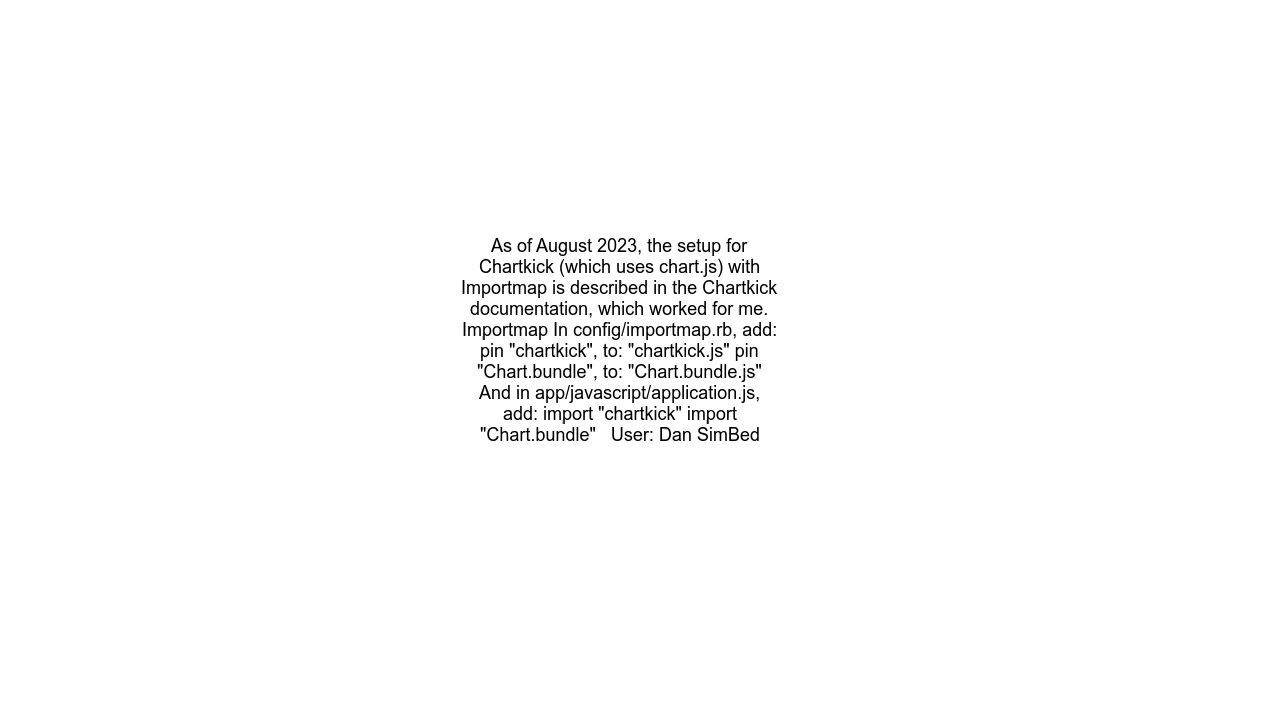 As of August 2023, the setup for
Chartkick (which uses chart.js) with
Importmap is described in the Chartkick
documentation, which worked for me.
Importmap In config/importmap.rb, add:
pin "chartkick", to: "chartkick.js" pin
"Chart.bundle", to: "Chart.bundle.js"
And in app/javascript/application.js,
add: import "chartkick" import
"Chart.bundle"   User: Dan SimBed